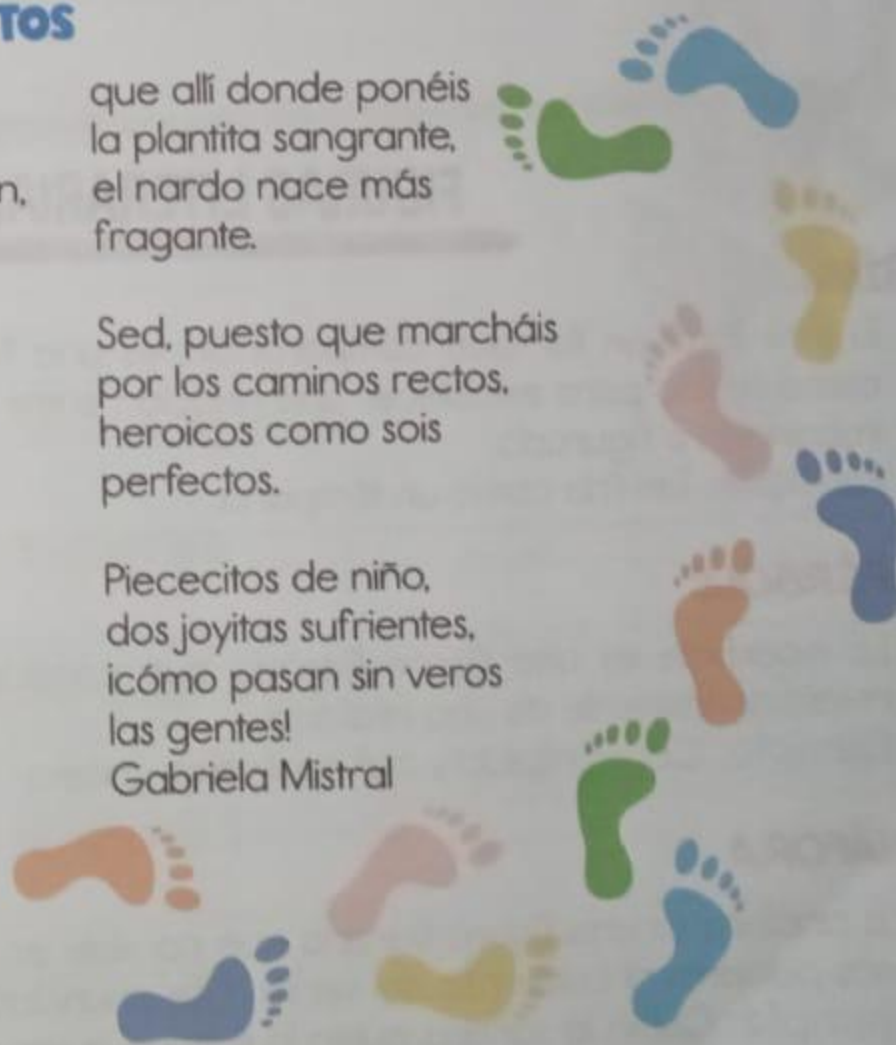 TOS
que allí donde ponéis
la plantita sangrante,
n, el nardo nace más
fragante.
Sed, puesto que marcháis
por los caminos rectos,
heroicos como sois
perfectos.
Piececitos de niño,
dos joyitas sufrientes,
¡cómo pasan sin veros
las gentes!
Gabriela Mistral